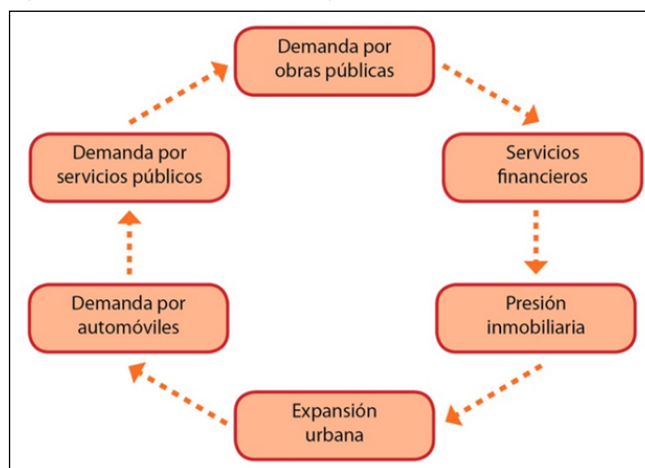 Demanda por
obras públicas
Servicios
financieros
Presión
inmobiliaria
Expansión
urbana
Demanda por
automóviles
Demanda por
servicios públicos